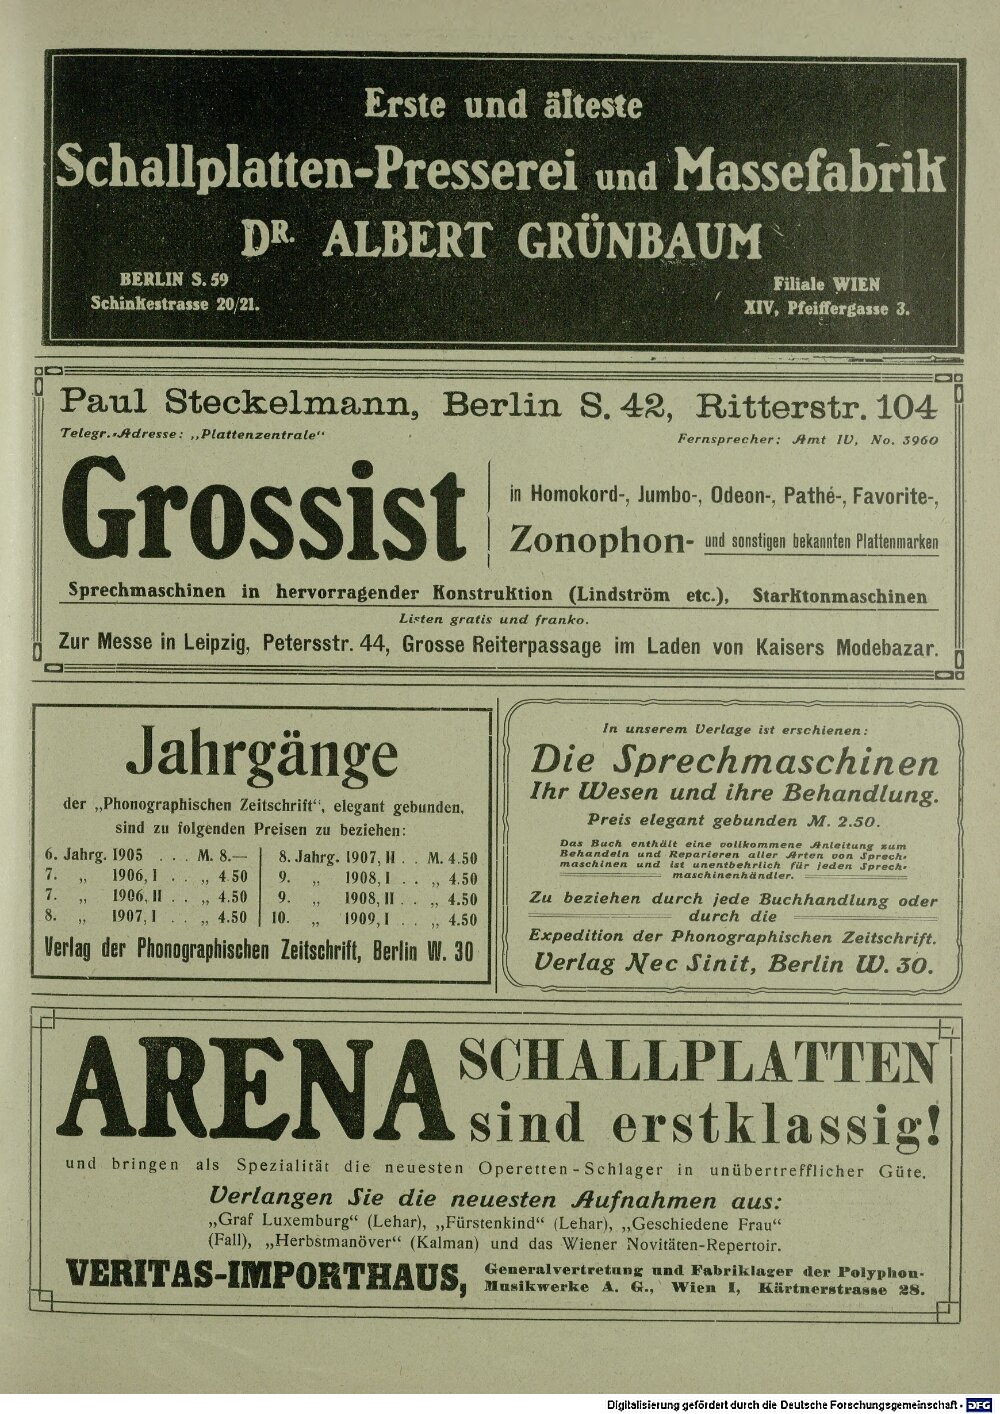 Erste und älteste
Schallplatten-Presserei und Massefabrik
DR. ALBERT GRÜNBAUM
BERLIN S. 59
Schinkestrasse 20/21.
Filiale WIEN
XIV, Pfeiffergasse 3.
Paul Steckelmann, Berlin S. 42, Ritterstr. 104
Telegr.-Adresse: „Plattenzentrale“
Fernsprecher: Amt IV, No. 3960
Grossist
in Homokord-, Jumbo-, Odeon-, Pathé-, Favorite-,
Zonophon- und sonstigen bekannten Plattenmarken
Sprechmaschinen in hervorragender Konstruktion (Lindström etc.), Starktonmaschinen
Listen gratis und franko.
Zur Messe in Leipzig, Petersstr. 44, Grosse Reiterpassage im Laden von Kaisers Modebazar.
Jahrgänge
der „Phonographischen Zeitschrift“, elegant gebunden,
sind zu folgenden Preisen zu beziehen:
6. Jahrg. 1905 . . . M. 8.—
7. „ 1906, I . . „ 4 50
7. „ 1906, II . . „ 4.50
8. „ 1907, I . . „ 4.50
8. Jahrg. 1907, II . . M. 4.50
9. „ 1908, I . . „ 4.50
9. „ 1908, II . . „ 4.50
10. „ 1909, I . . „ 4.50
Verlag der Phonographischen Zeitschrift, Berlin W. 30
In unserem Verlage ist erschienen:
Die Sprechmaschinen
Ihr Wesen und ihre Behandlung.
Preis elegant gebunden M. 2.50.
Das Buch enthält eine vollkommene Anleitung zum
Behandeln und Reparieren aller Arten von Sprech-
maschinen und ist unentbehrlich für jeden Sprech-
maschinenhändler.
Zu beziehen durch jede Buchhandlung oder
durch die
Expedition der Phonographischen Zeitschrift.
Verlag Nec Sinit, Berlin W. 30.
ARENA SCHALLPLATTEN
sind erstklassig!
und bringen als Spezialität die neuesten Operetten-Schlager in unübertrefflicher Güte.
Verlangen Sie die neuesten Aufnahmen aus:
„Graf Luxemburg“ (Lehar), „Fürstenkind“ (Lehar), „Geschiedene Frau“
(Fall), „Herbstmanöver“ (Kalman) und das Wiener Novitäten-Repertoir.
VERITAS-IMPORTHAUS,
Generalvertretung und Fabriklager der Polyphon-
Musikwerke A. G., Wien I, Kärtnerstrasse 28.
Digitalisierung gefördert durch die Deutsche Forschungsgemeinschaft - DFG